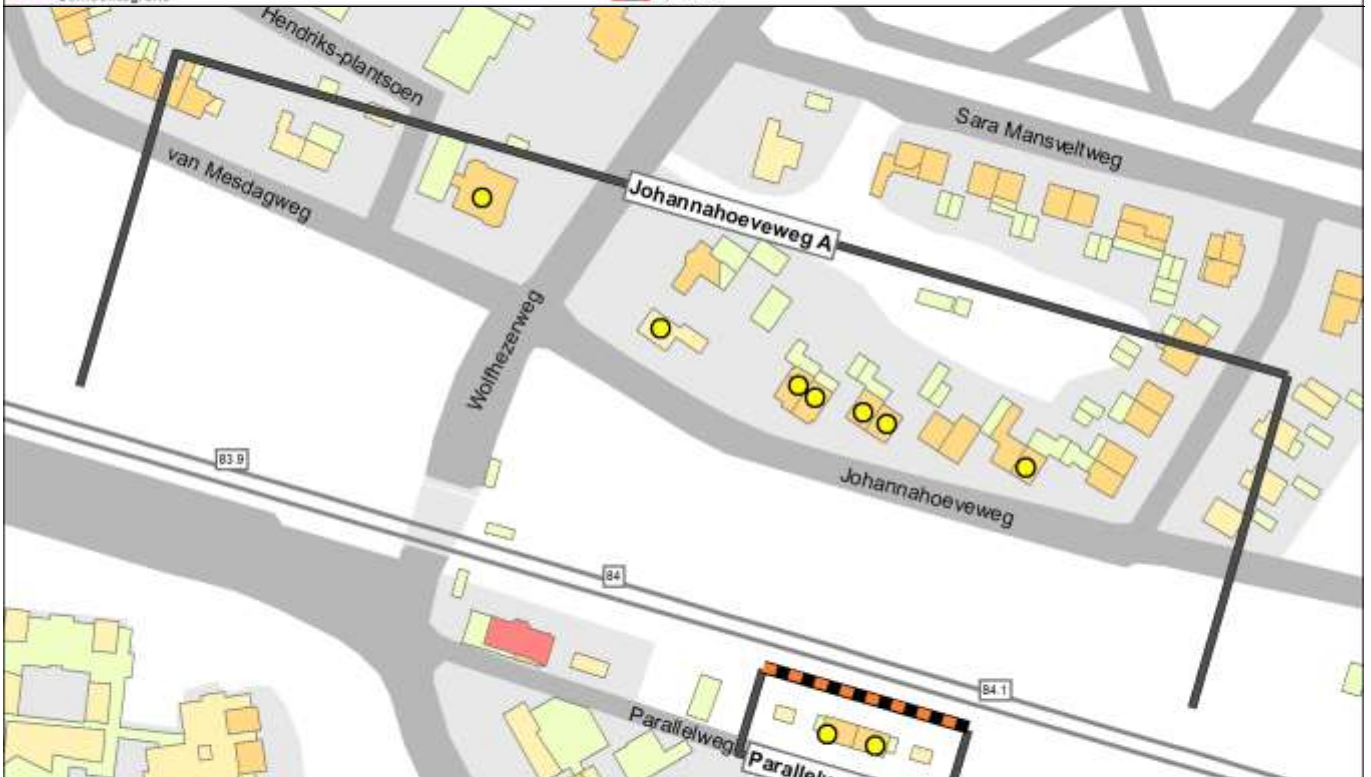 Hendriks-plantsoen
Sara Mansveltweg
van Mesdagweg
Johannahoeveweg A
Wolfhezerweg
83.9
Johannahoeveweg
84
84.1
Parallelweg